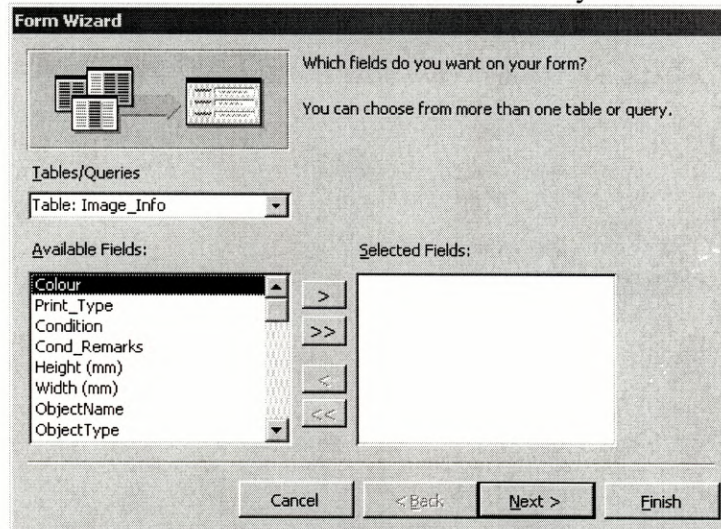 Form Wizard
Which fields do you want on your form?
You can choose from more than one table or query.
Tables/Queries
Table: Image_Info
Available Fields:
Selected Fields:
Colour
Print_Type
Condition
Cond_Remarks
Height (mm)
Width (mm)
ObjectName
ObjectType
>
>>
<
<<
Cancel
< Back
Next >
Finish